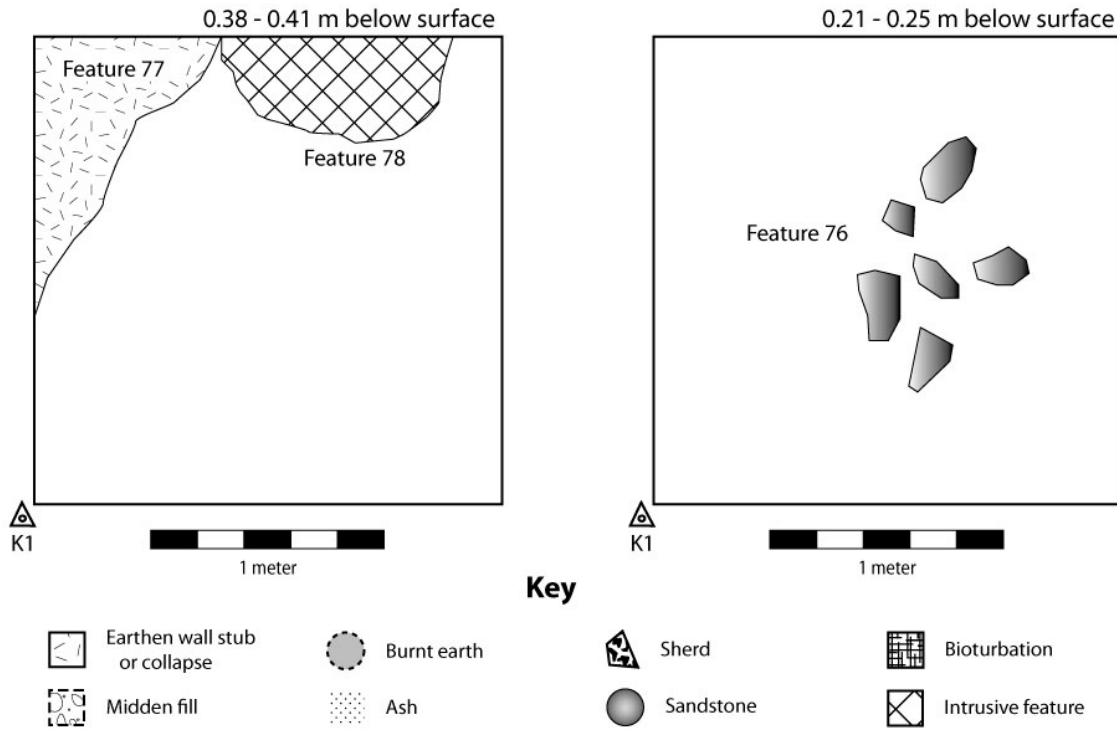 0.38 - 0.41 m below surface
Feature 77
Feature 78
K1
1 meter
0.21 - 0.25 m below surface
Feature 76
K1
1 meter
Key
Earthen wall stub
or collapse
Midden fill
Burnt earth
Ash
Sherd
Sandstone
Bioturbation
Intrusive feature